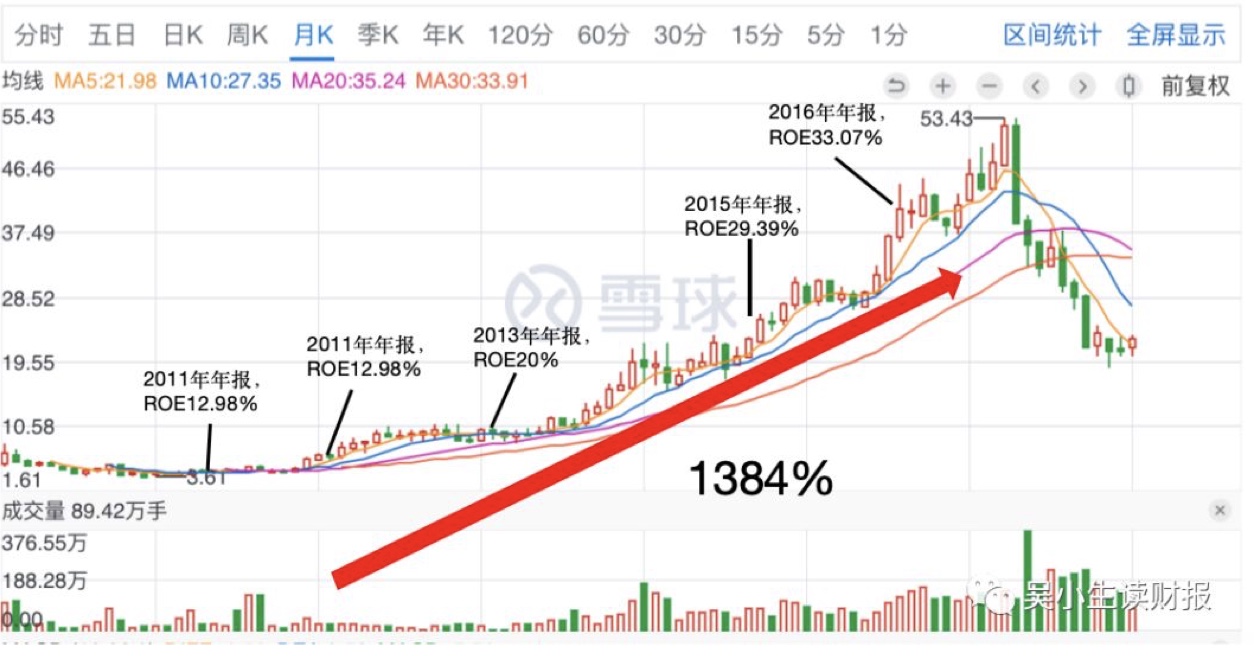 分时 五日 日K 周K 月K 季K 年K 120分 60分 30分 15分 5分 1分 区间统计 全屏显示
均线 MA5:21.98 MA10:27.35 MA20:35.24 MA30:33.91 前复权
55.43
46.46
37.49
28.52
19.55
10.58
1.61
2016年年报，
ROE33.07%
53.43
2015年年报，
ROE29.39%
雪球
2013年年报，
ROE20%
2011年年报，
ROE12.98%
2011年年报，
ROE12.98%
3.61
1384%
成交量 89.42万手
376.55万
188.28万
0.00
吴小生读财报